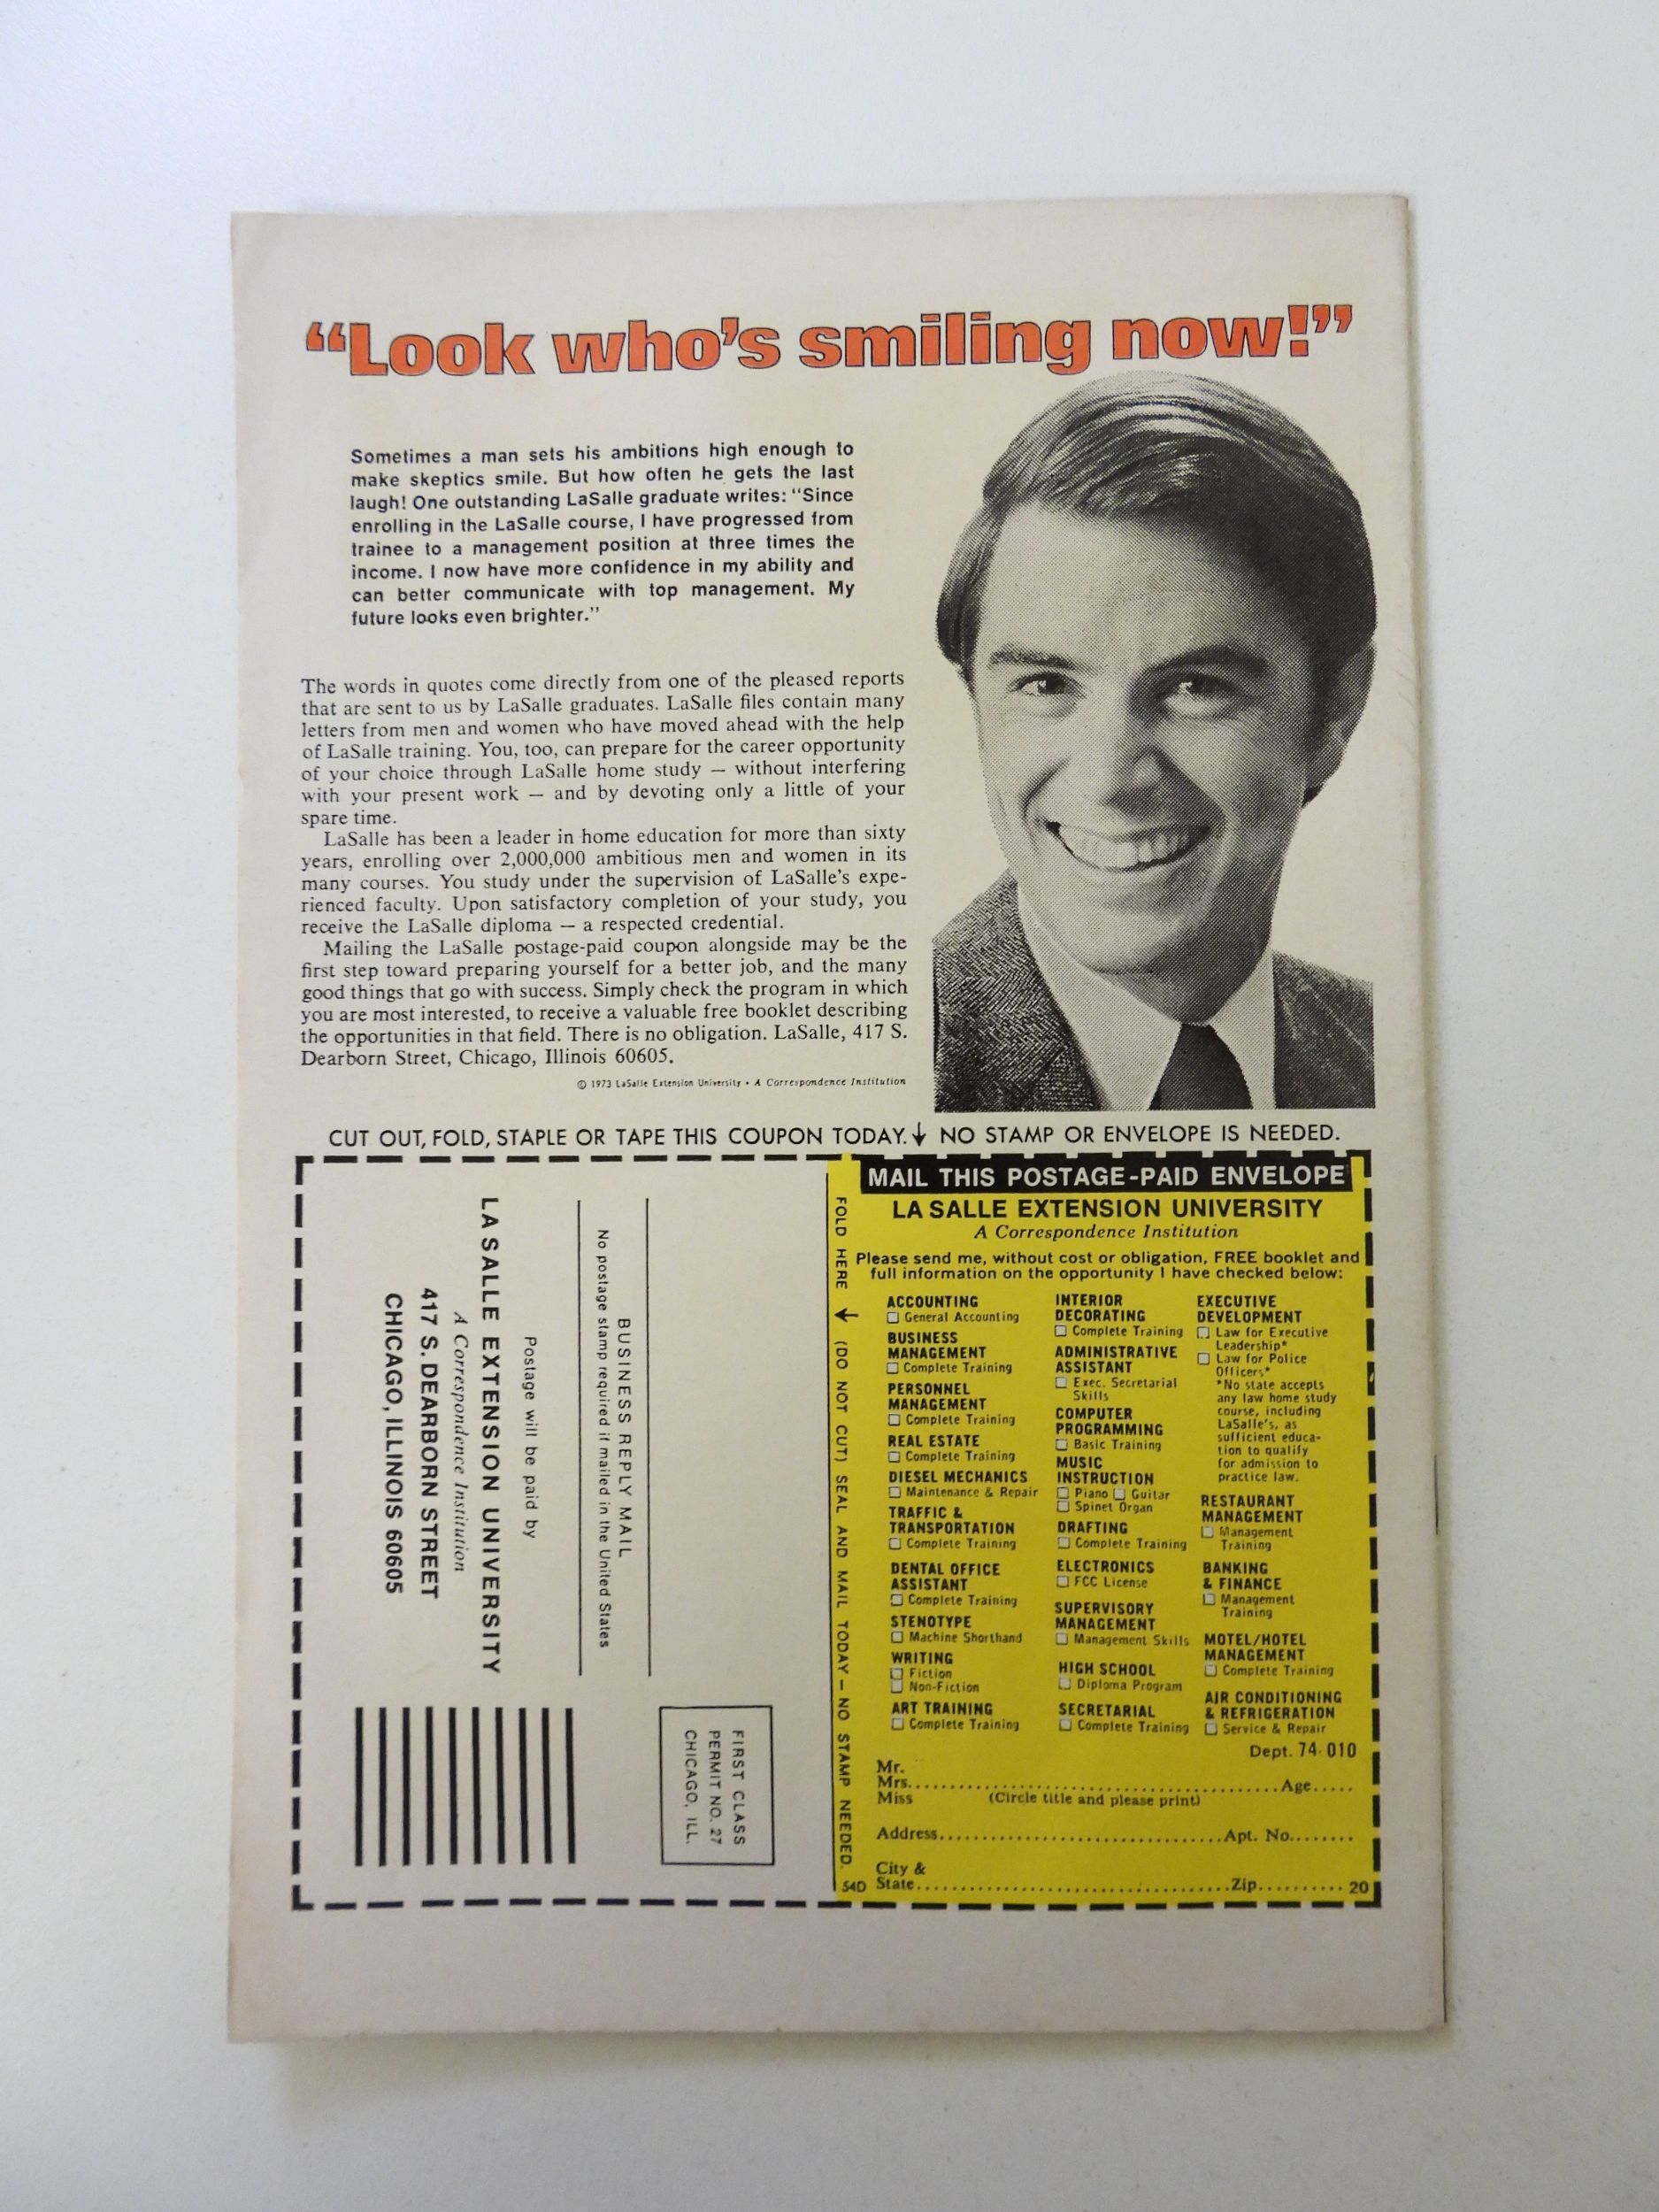 “Look who’s smiling now!”
Sometimes a man sets his ambitions high enough to
make skeptics smile. But how often he gets the last
laugh! One outstanding LaSalle graduate writes: “Since
enrolling in the LaSalle course, I have progressed from
trainee to a management position at three times the
income. I now have more confidence in my ability and
can better communicate with top management. My
future looks even brighter.”
The words in quotes come directly from one of the pleased reports
that are sent to us by LaSalle graduates. LaSalle files contain many
letters from men and women who have moved ahead with the help
of LaSalle training. You, too, can prepare for the career opportunity
of your choice through LaSalle home study — without interfering
with your present work — and by devoting only a little of your
spare time.
LaSalle has been a leader in home education for more than sixty
years, enrolling over 2,000,000 ambitious men and women in its
many courses. You study under the supervision of LaSalle's expe-
rienced faculty. Upon satisfactory completion of your study, you
receive the LaSalle diploma — a respected credential.
Mailing the LaSalle postage-paid coupon alongside may be the
first step toward preparing yourself for a better job, and the many
good things that go with success. Simply check the program in which
you are most interested, to receive a valuable free booklet describing
the opportunities in that field. There is no obligation. LaSalle, 417 S.
Dearborn Street, Chicago, Illinois 60605.
© 1973 LaSalle Extension University • A Correspondence Institution
CUT OUT, FOLD, STAPLE OR TAPE THIS COUPON TODAY. ↓ NO STAMP OR ENVELOPE IS NEEDED.
FIRST CLASS
PERMIT NO. 27
CHICAGO, ILL.
BUSINESS REPLY MAIL
No postage stamp required if mailed in the United States
Postage will be paid by
LA SALLE EXTENSION UNIVERSITY
A Correspondence Institution
417 S. DEARBORN STREET
CHICAGO, ILLINOIS 60605
FOLD HERE (DO NOT CUT) SEAL AND MAIL TODAY – NO STAMP NEEDED.
MAIL THIS POSTAGE-PAID ENVELOPE
LA SALLE EXTENSION UNIVERSITY
A Correspondence Institution
Please send me, without cost or obligation, FREE booklet and
full information on the opportunity I have checked below:
ACCOUNTING
☐ General Accounting
BUSINESS
MANAGEMENT
☐ Complete Training
PERSONNEL
MANAGEMENT
☐ Complete Training
REAL ESTATE
☐ Complete Training
DIESEL MECHANICS
☐ Maintenance & Repair
TRAFFIC &
TRANSPORTATION
☐ Complete Training
DENTAL OFFICE
ASSISTANT
☐ Complete Training
STENOTYPE
☐ Machine Shorthand
WRITING
☐ Fiction
☐ Non-Fiction
ART TRAINING
☐ Complete Training
INTERIOR
DECORATING
☐ Complete Training
ADMINISTRATIVE
ASSISTANT
☐ Exec. Secretarial
Skills
COMPUTER
PROGRAMMING
☐ Basic Training
MUSIC
INSTRUCTION
☐ Piano ☐ Guitar
☐ Spinet Organ
DRAFTING
☐ Complete Training
ELECTRONICS
☐ FCC License
SUPERVISORY
MANAGEMENT
☐ Management Skills
HIGH SCHOOL
☐ Diploma Program
SECRETARIAL
☐ Complete Training
EXECUTIVE
DEVELOPMENT
☐ Law for Executive
Leadership*
☐ Law for Police
Officers*
*No state accepts
any law home study
course, including
LaSalle's, as
sufficient educa-
tion to qualify
for admission to
practice law.
RESTAURANT
MANAGEMENT
☐ Management
Training
BANKING
& FINANCE
☐ Management
Training
MOTEL/HOTEL
MANAGEMENT
☐ Complete Training
AIR CONDITIONING
& REFRIGERATION
☐ Service & Repair
Dept. 74-010
Mr.
Mrs. Age
Miss (Circle title and please print)
Address Apt. No.
City &
State Zip 20
54D